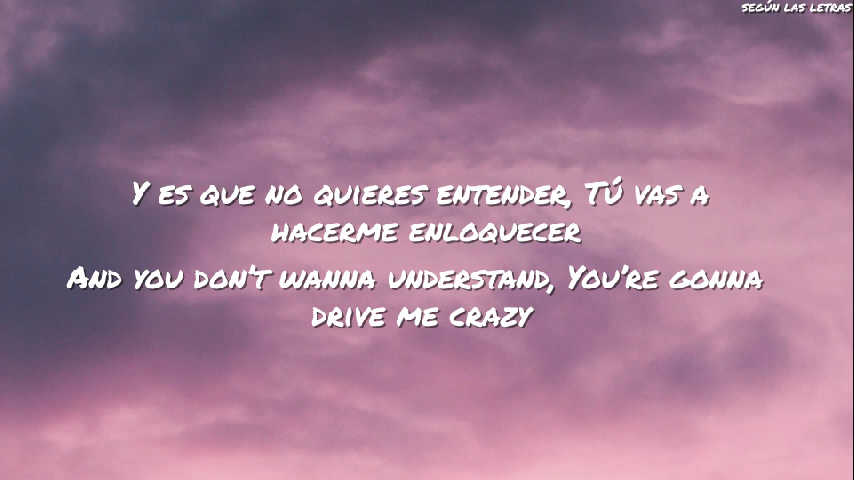 SEGÚN LAS LETRAS
Y ES QUE NO QUIERES ENTENDER, TÚ VAS A
HACERME ENLOQUECER
AND YOU DON'T WANNA UNDERSTAND, YOU'RE GONNA
DRIVE ME CRAZY